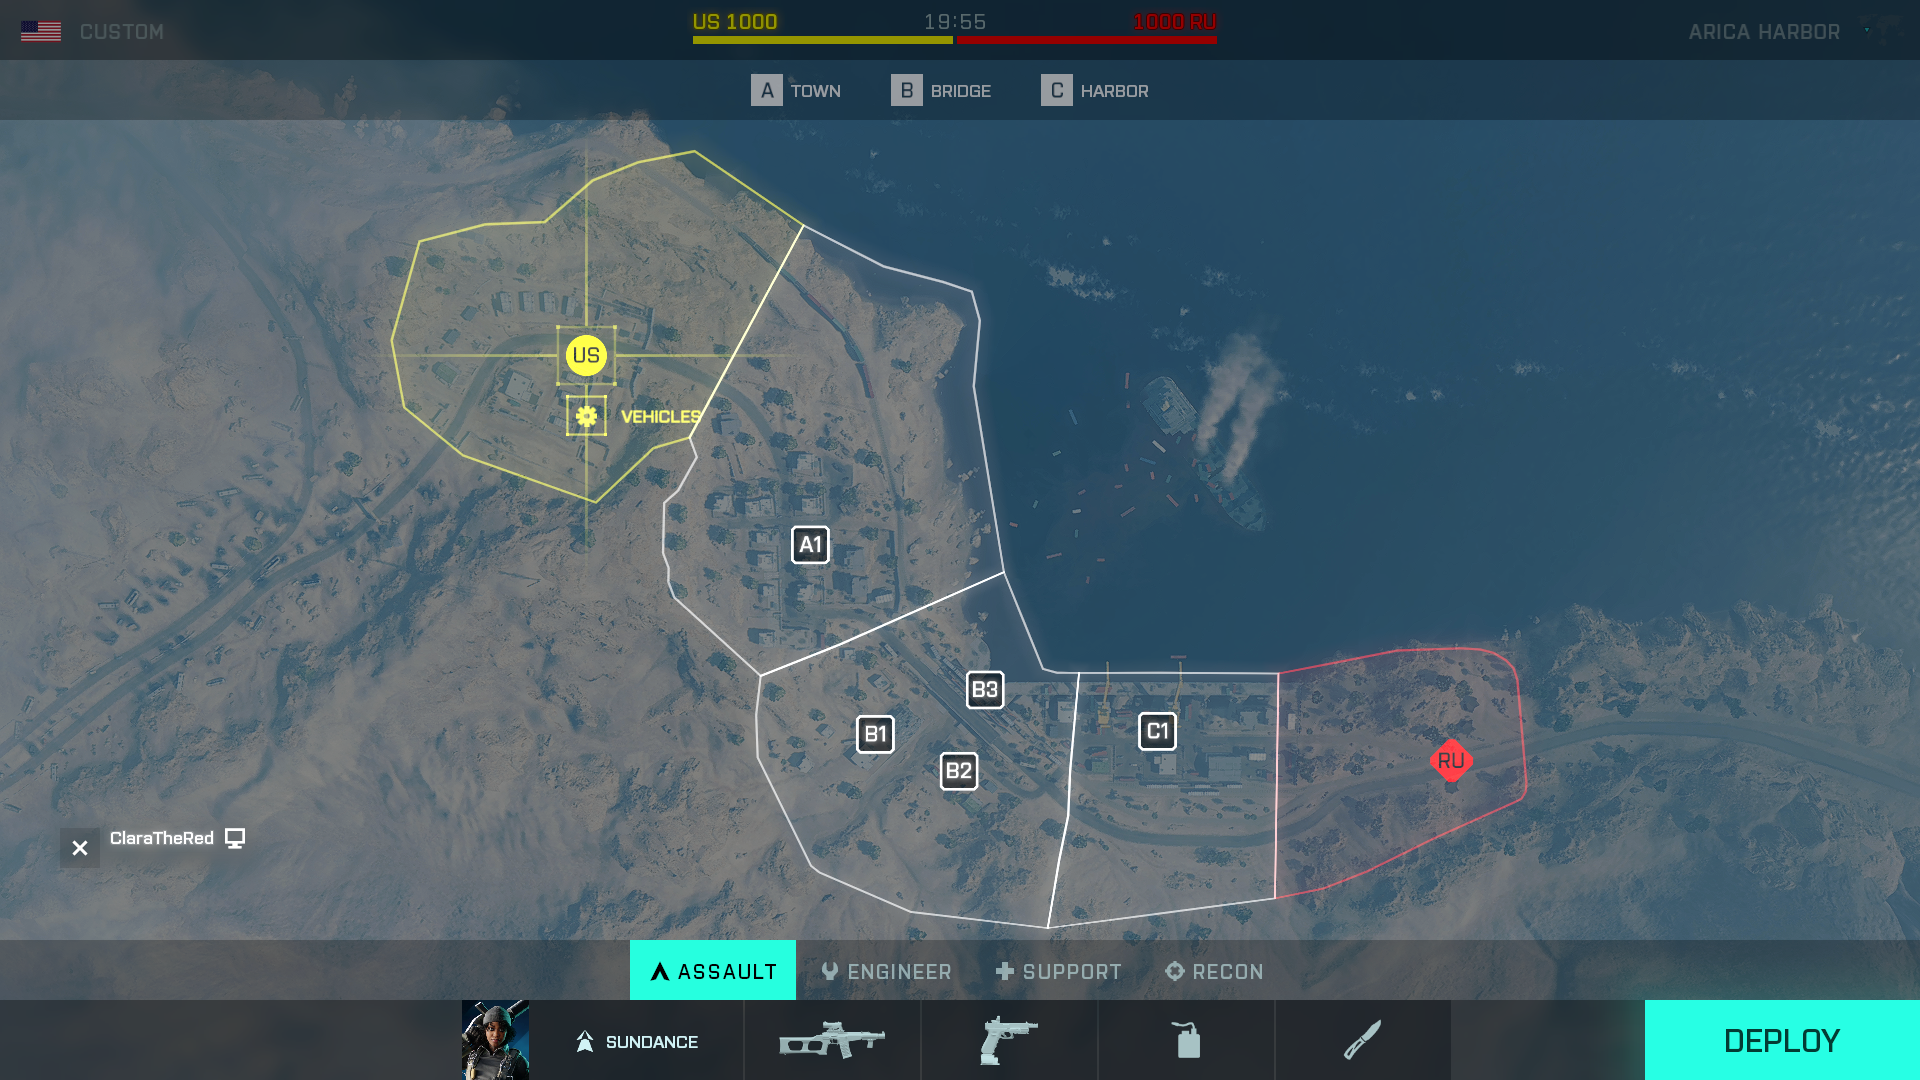 CUSTOM
US 1000
19:55
1000 RU
ARICA HARBOR
A TOWN
B BRIDGE
C HARBOR
US
VEHICLES
A1
B3
B1
C1
B2
RU
ClaraTheRed
ASSAULT
ENGINEER
SUPPORT
RECON
SUNDANCE
DEPLOY